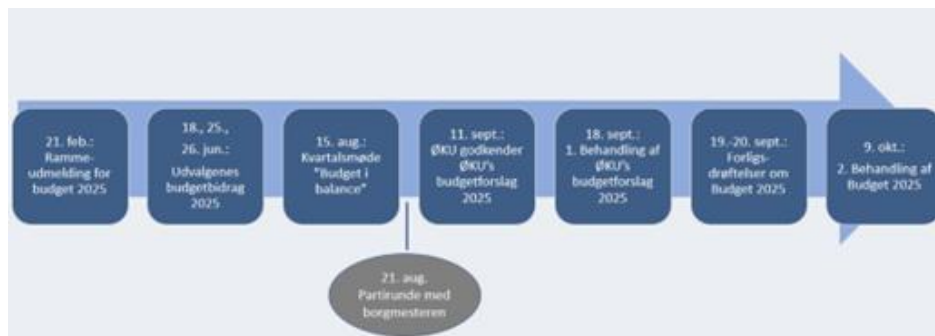 21. feb.:
Ramme-
udmelding for
budget 2025
18., 25.,
26. jun.:
Udvalgenes
budgetbidrag
2025
15. aug.:
Kvartalsmøde
"Budget i
balance"
11. sept.:
ØKU godkender
ØKU's
budgetforslag
2025
18. sept.:
1. Behandling af
ØKU's
budgetforslag
2025
19.-20. sept.:
Forligs-
drøftelser om
Budget 2025
9. okt.:
2. Behandling af
Budget 2025
21. aug.
Partirunde med
borgmesteren